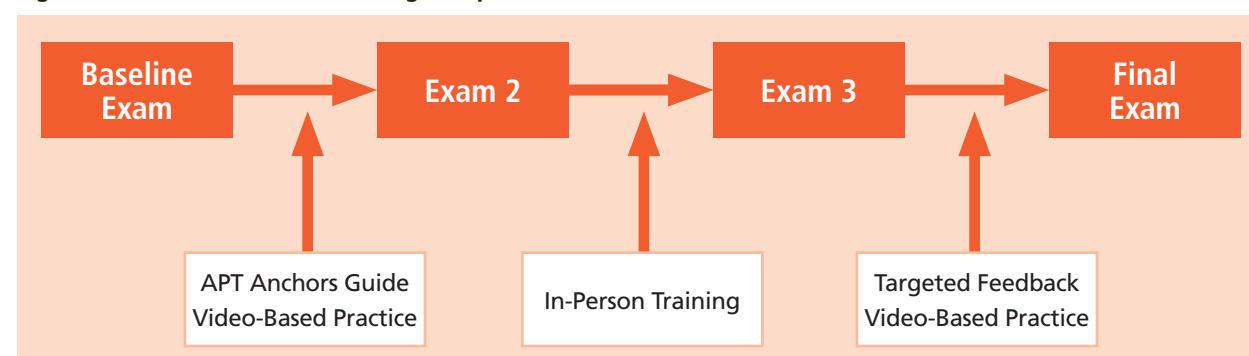 Baseline
Exam
Exam 2
Exam 3
Final
Exam
APT Anchors Guide
Video-Based Practice
In-Person Training
Targeted Feedback
Video-Based Practice